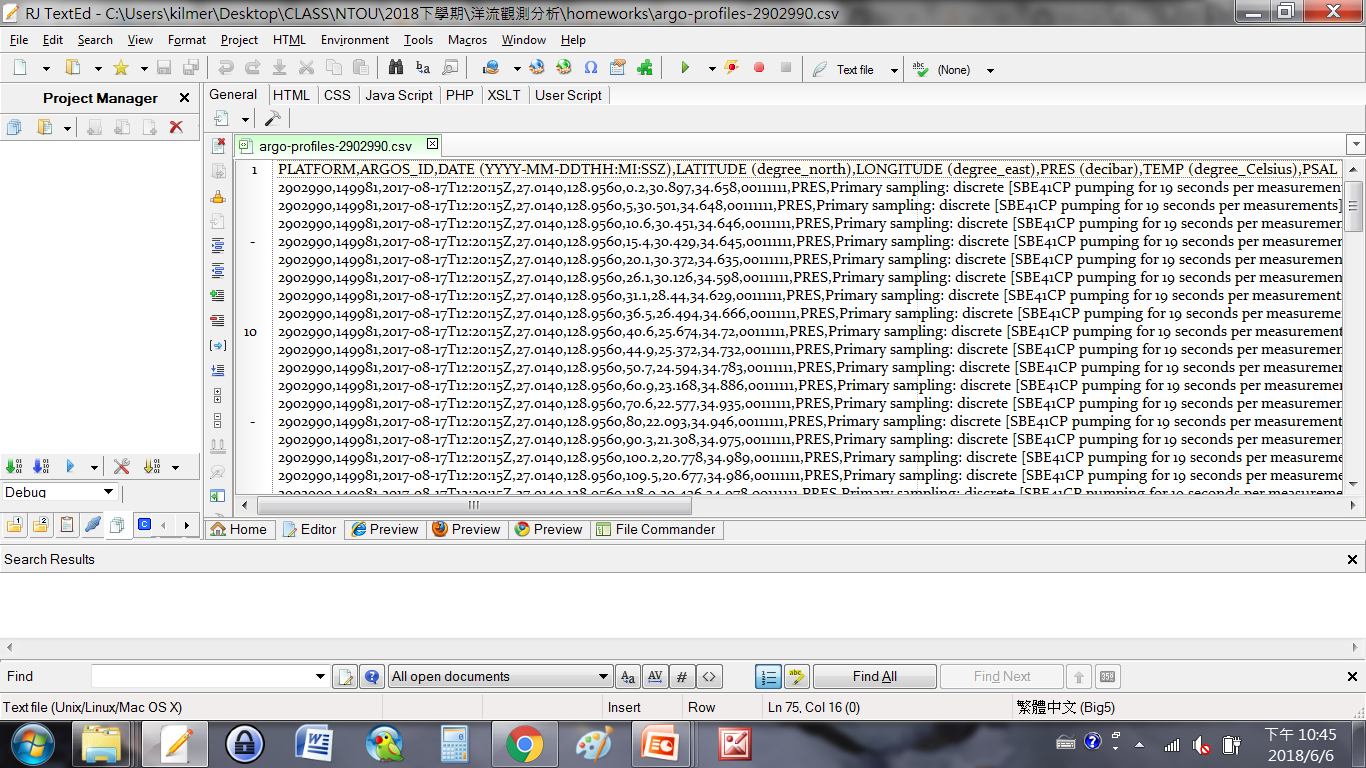 RJ TextEd - C:\Users\kilmer\Desktop\CLASS\NTOU\2018下學期\洋流觀測分析\homeworks\argo-profiles-2902990.csv
File Edit Search View Format Project HTML Environment Tools Macros Window Help
Text file (None)
Project Manager
General HTML CSS Java Script PHP XSLT User Script
argo-profiles-2902990.csv
1 PLATFORM,ARGOS_ID,DATE (YYYY-MM-DDTHH:MI:SSZ),LATITUDE (degree_north),LONGITUDE (degree_east),PRES (decibar),TEMP (degree_Celsius),PSAL
2902990,149981,2017-08-17T12:20:15Z,27.0140,128.9560,0.2,30.897,34.658,00111111,PRES,Primary sampling: discrete [SBE41CP pumping for 19 seconds per measuremen
2902990,149981,2017-08-17T12:20:15Z,27.0140,128.9560,5,30.501,34.648,00111111,PRES,Primary sampling: discrete [SBE41CP pumping for 19 seconds per measurements]
2902990,149981,2017-08-17T12:20:15Z,27.0140,128.9560,10.6,30.451,34.646,00111111,PRES,Primary sampling: discrete [SBE41CP pumping for 19 seconds per measuremen
- 2902990,149981,2017-08-17T12:20:15Z,27.0140,128.9560,15.4,30.429,34.645,00111111,PRES,Primary sampling: discrete [SBE41CP pumping for 19 seconds per measuremen
2902990,149981,2017-08-17T12:20:15Z,27.0140,128.9560,20.1,30.372,34.635,00111111,PRES,Primary sampling: discrete [SBE41CP pumping for 19 seconds per measuremen
2902990,149981,2017-08-17T12:20:15Z,27.0140,128.9560,26.1,30.126,34.598,00111111,PRES,Primary sampling: discrete [SBE41CP pumping for 19 seconds per measuremen
2902990,149981,2017-08-17T12:20:15Z,27.0140,128.9560,31.1,28.44,34.629,00111111,PRES,Primary sampling: discrete [SBE41CP pumping for 19 seconds per measurement
2902990,149981,2017-08-17T12:20:15Z,27.0140,128.9560,36.5,26.494,34.666,00111111,PRES,Primary sampling: discrete [SBE41CP pumping for 19 seconds per measuremen
10 2902990,149981,2017-08-17T12:20:15Z,27.0140,128.9560,40.6,25.674,34.72,00111111,PRES,Primary sampling: discrete [SBE41CP pumping for 19 seconds per measurement
2902990,149981,2017-08-17T12:20:15Z,27.0140,128.9560,44.9,25.372,34.732,00111111,PRES,Primary sampling: discrete [SBE41CP pumping for 19 seconds per measuremen
2902990,149981,2017-08-17T12:20:15Z,27.0140,128.9560,50.7,24.594,34.783,00111111,PRES,Primary sampling: discrete [SBE41CP pumping for 19 seconds per measuremen
2902990,149981,2017-08-17T12:20:15Z,27.0140,128.9560,60.9,23.168,34.886,00111111,PRES,Primary sampling: discrete [SBE41CP pumping for 19 seconds per measuremen
2902990,149981,2017-08-17T12:20:15Z,27.0140,128.9560,70.6,22.577,34.935,00111111,PRES,Primary sampling: discrete [SBE41CP pumping for 19 seconds per measuremen
- 2902990,149981,2017-08-17T12:20:15Z,27.0140,128.9560,80,22.093,34.946,00111111,PRES,Primary sampling: discrete [SBE41CP pumping for 19 seconds per measurement
2902990,149981,2017-08-17T12:20:15Z,27.0140,128.9560,90.3,21.308,34.975,00111111,PRES,Primary sampling: discrete [SBE41CP pumping for 19 seconds per measuremen
2902990,149981,2017-08-17T12:20:15Z,27.0140,128.9560,100.2,20.778,34.989,00111111,PRES,Primary sampling: discrete [SBE41CP pumping for 19 seconds per measureme
2902990,149981,2017-08-17T12:20:15Z,27.0140,128.9560,109.5,20.677,34.986,00111111,PRES,Primary sampling: discrete [SBE41CP pumping for 19 seconds per measureme
Debug
Home Editor Preview Preview Preview File Commander
Search Results
Find All open documents Find All Find Next
Text file (Unix/Linux/Mac OS X) Insert Row Ln 75, Col 16 (0) 繁體中文 (Big5)
下午 10:45
2018/6/6